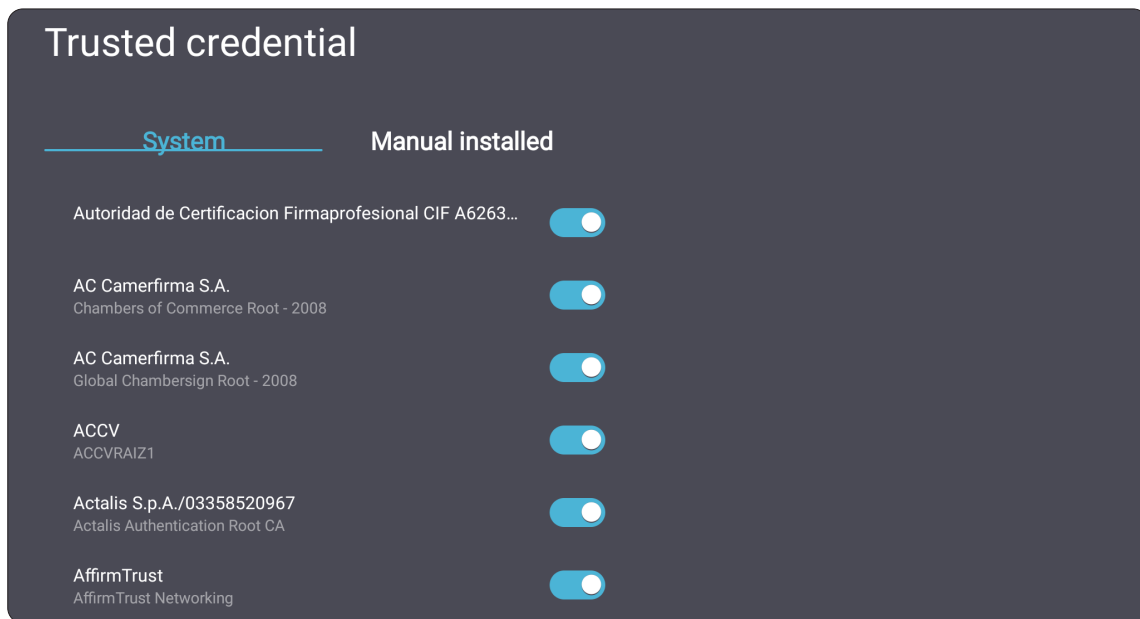 Trusted credential
System
Manual installed
Autoridad de Certificacion Firmaprofesional CIF A6263...
AC Camerfirma S.A.
Chambers of Commerce Root - 2008
AC Camerfirma S.A.
Global Chambersign Root - 2008
ACCV
ACCVRAIZ1
Actalis S.p.A./03358520967
Actalis Authentication Root CA
AffirmTrust
AffirmTrust Networking